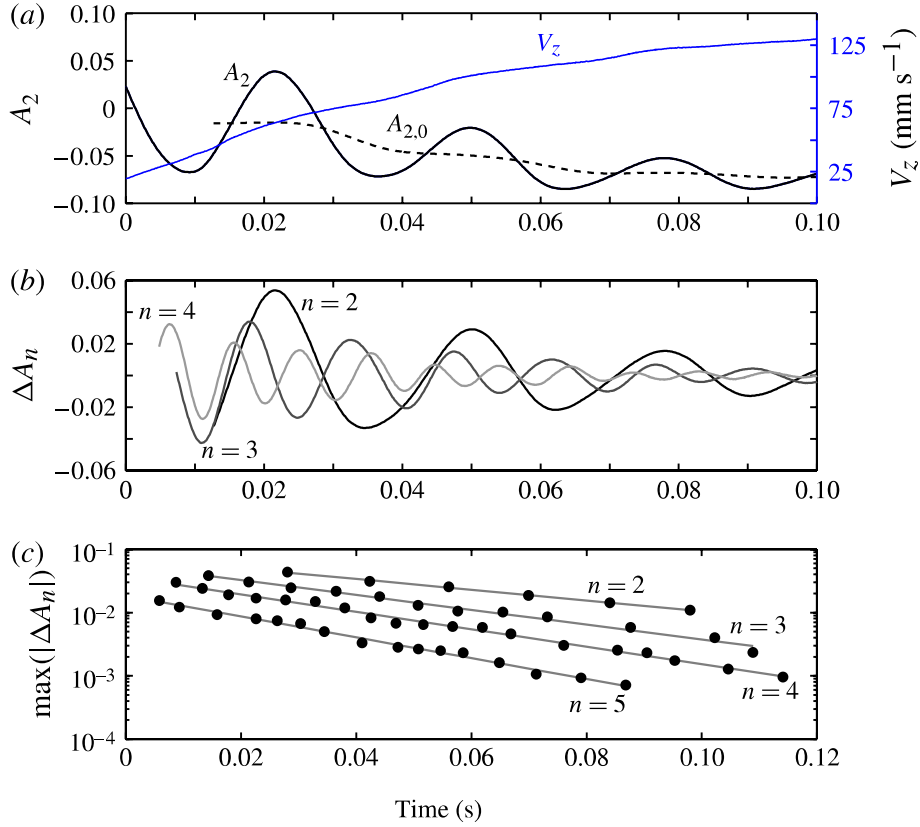 (a)
0.10
0.05
0
−0.05
−0.10
A₂
A₂
A₂,₀
V_z
125
75
25
V_z (mm s⁻¹)
0 0.02 0.04 0.06 0.08 0.10
(b)
0.06
0.02
−0.02
−0.06
ΔA_n
n = 4
n = 2
n = 3
0 0.02 0.04 0.06 0.08 0.10
(c)
10⁻¹
10⁻²
10⁻³
10⁻⁴
max(|ΔA_n|)
n = 2
n = 3
n = 4
n = 5
0 0.02 0.04 0.06 0.08 0.10 0.12
Time (s)